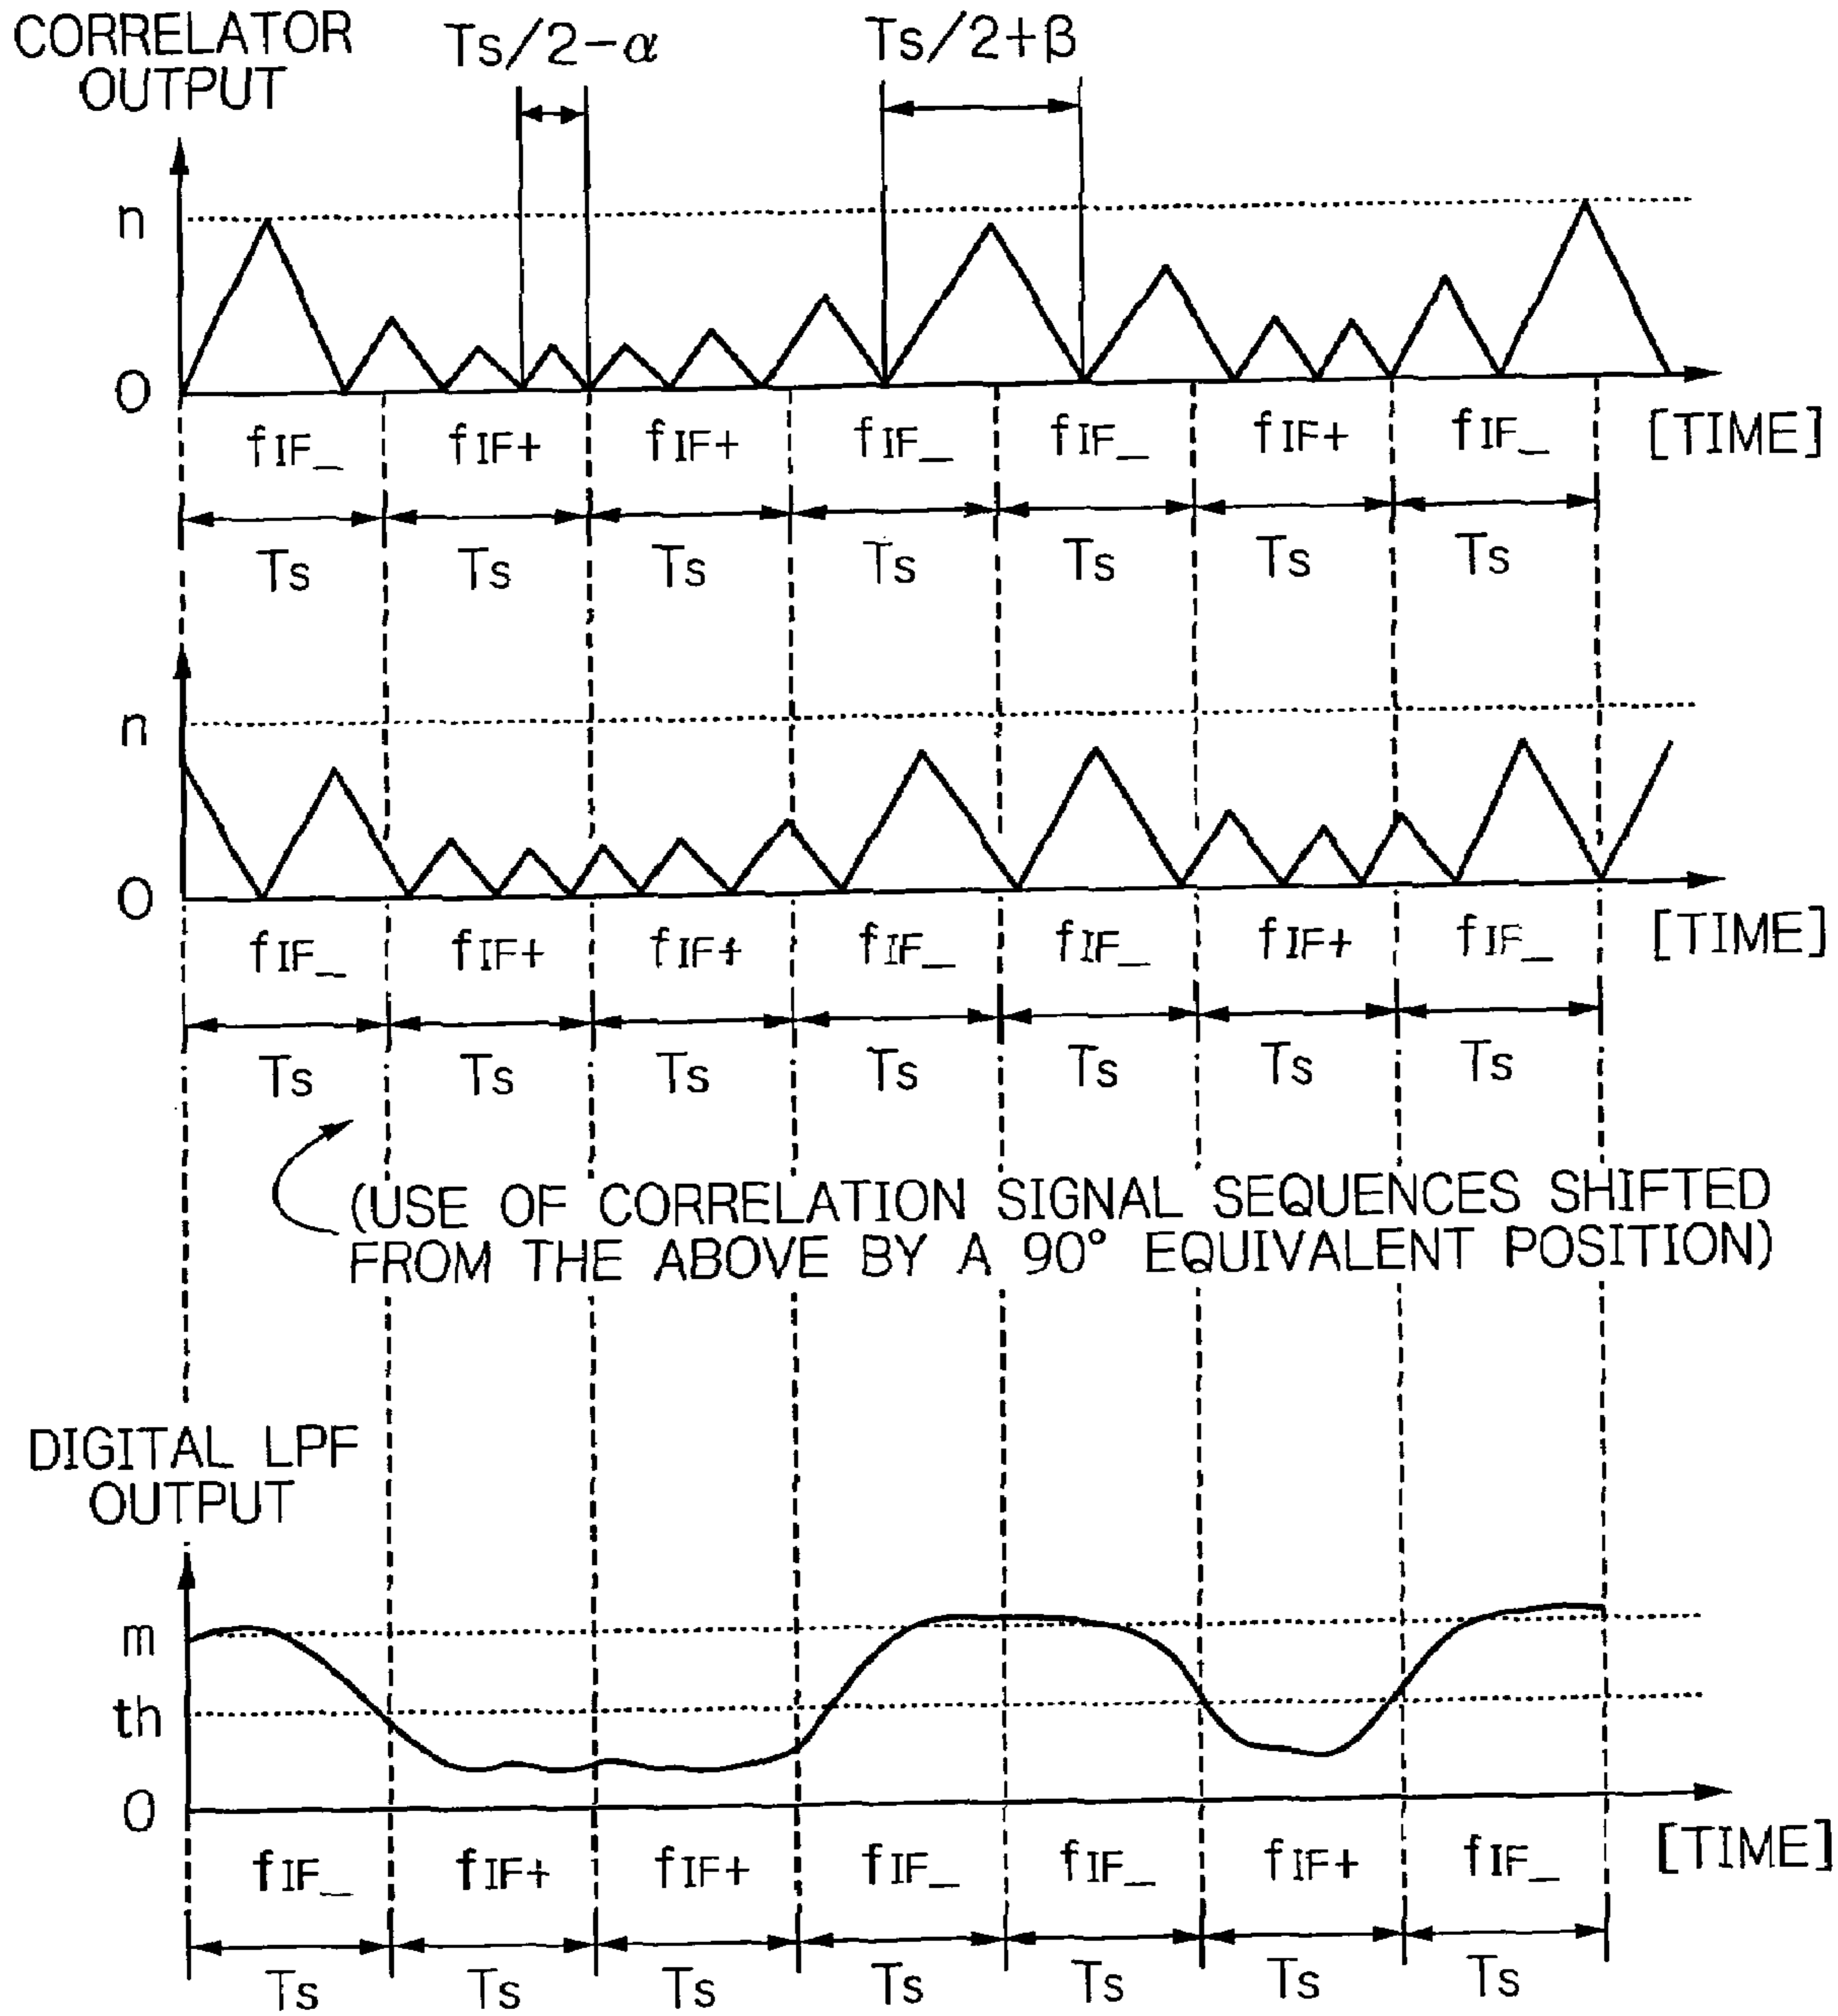 CORRELATOR OUTPUT
Ts/2-α
Ts/2+β
n
0
fIF_ fIF+ fIF+ fIF_ fIF_ fIF+ fIF_ [TIME]
Ts Ts Ts Ts Ts Ts Ts
n
0
fIF_ fIF+ fIF+ fIF_ fIF_ fIF+ fIF_ [TIME]
Ts Ts Ts Ts Ts Ts Ts
(USE OF CORRELATION SIGNAL SEQUENCES SHIFTED
FROM THE ABOVE BY A 90° EQUIVALENT POSITION)
DIGITAL LPF
OUTPUT
m
th
0
fIF_ fIF+ fIF+ fIF_ fIF_ fIF+ fIF_ [TIME]
Ts Ts Ts Ts Ts Ts Ts